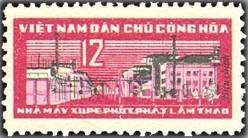 VIỆT NAM DÂN CHỦ CỘNG HÒA
12
NHÀ MÁY XUPE PHỐT PHÁT LÂM THAO